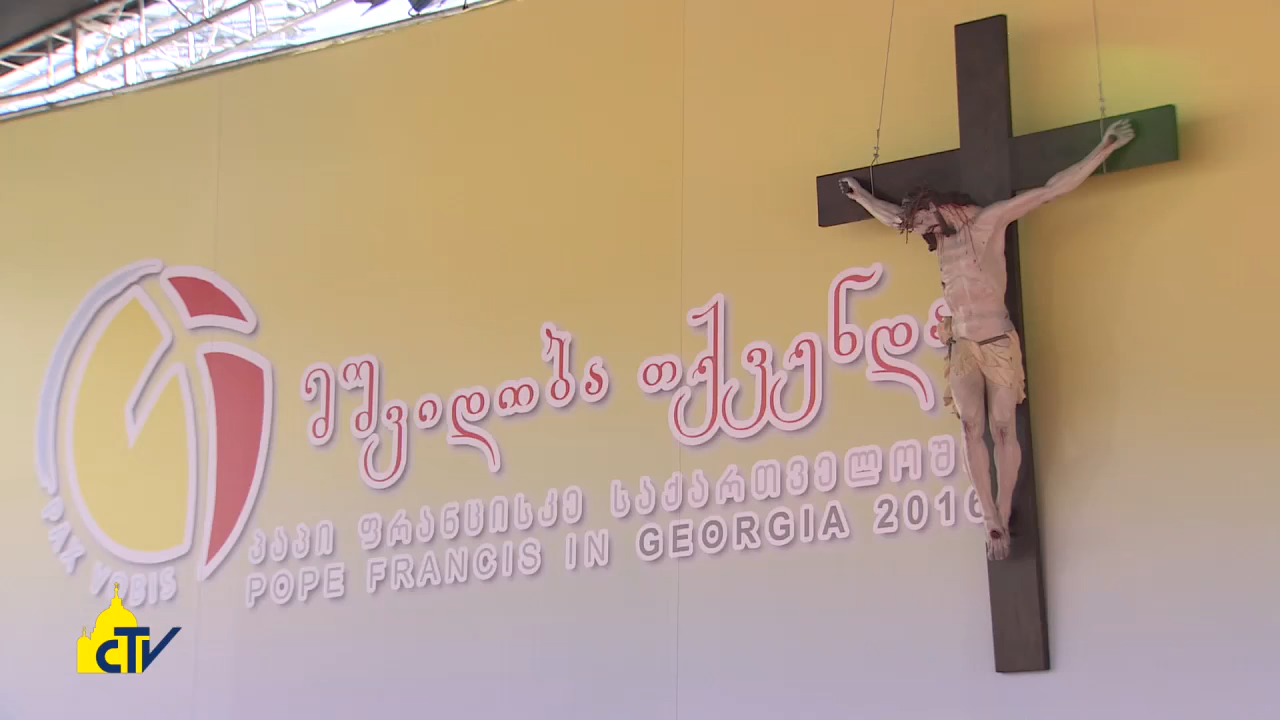 მშვიდობა თქვენდა
პაპი ფრანცისკე საქართველოში
POPE FRANCIS IN GEORGIA 2016
PAX VOBIS
CTV